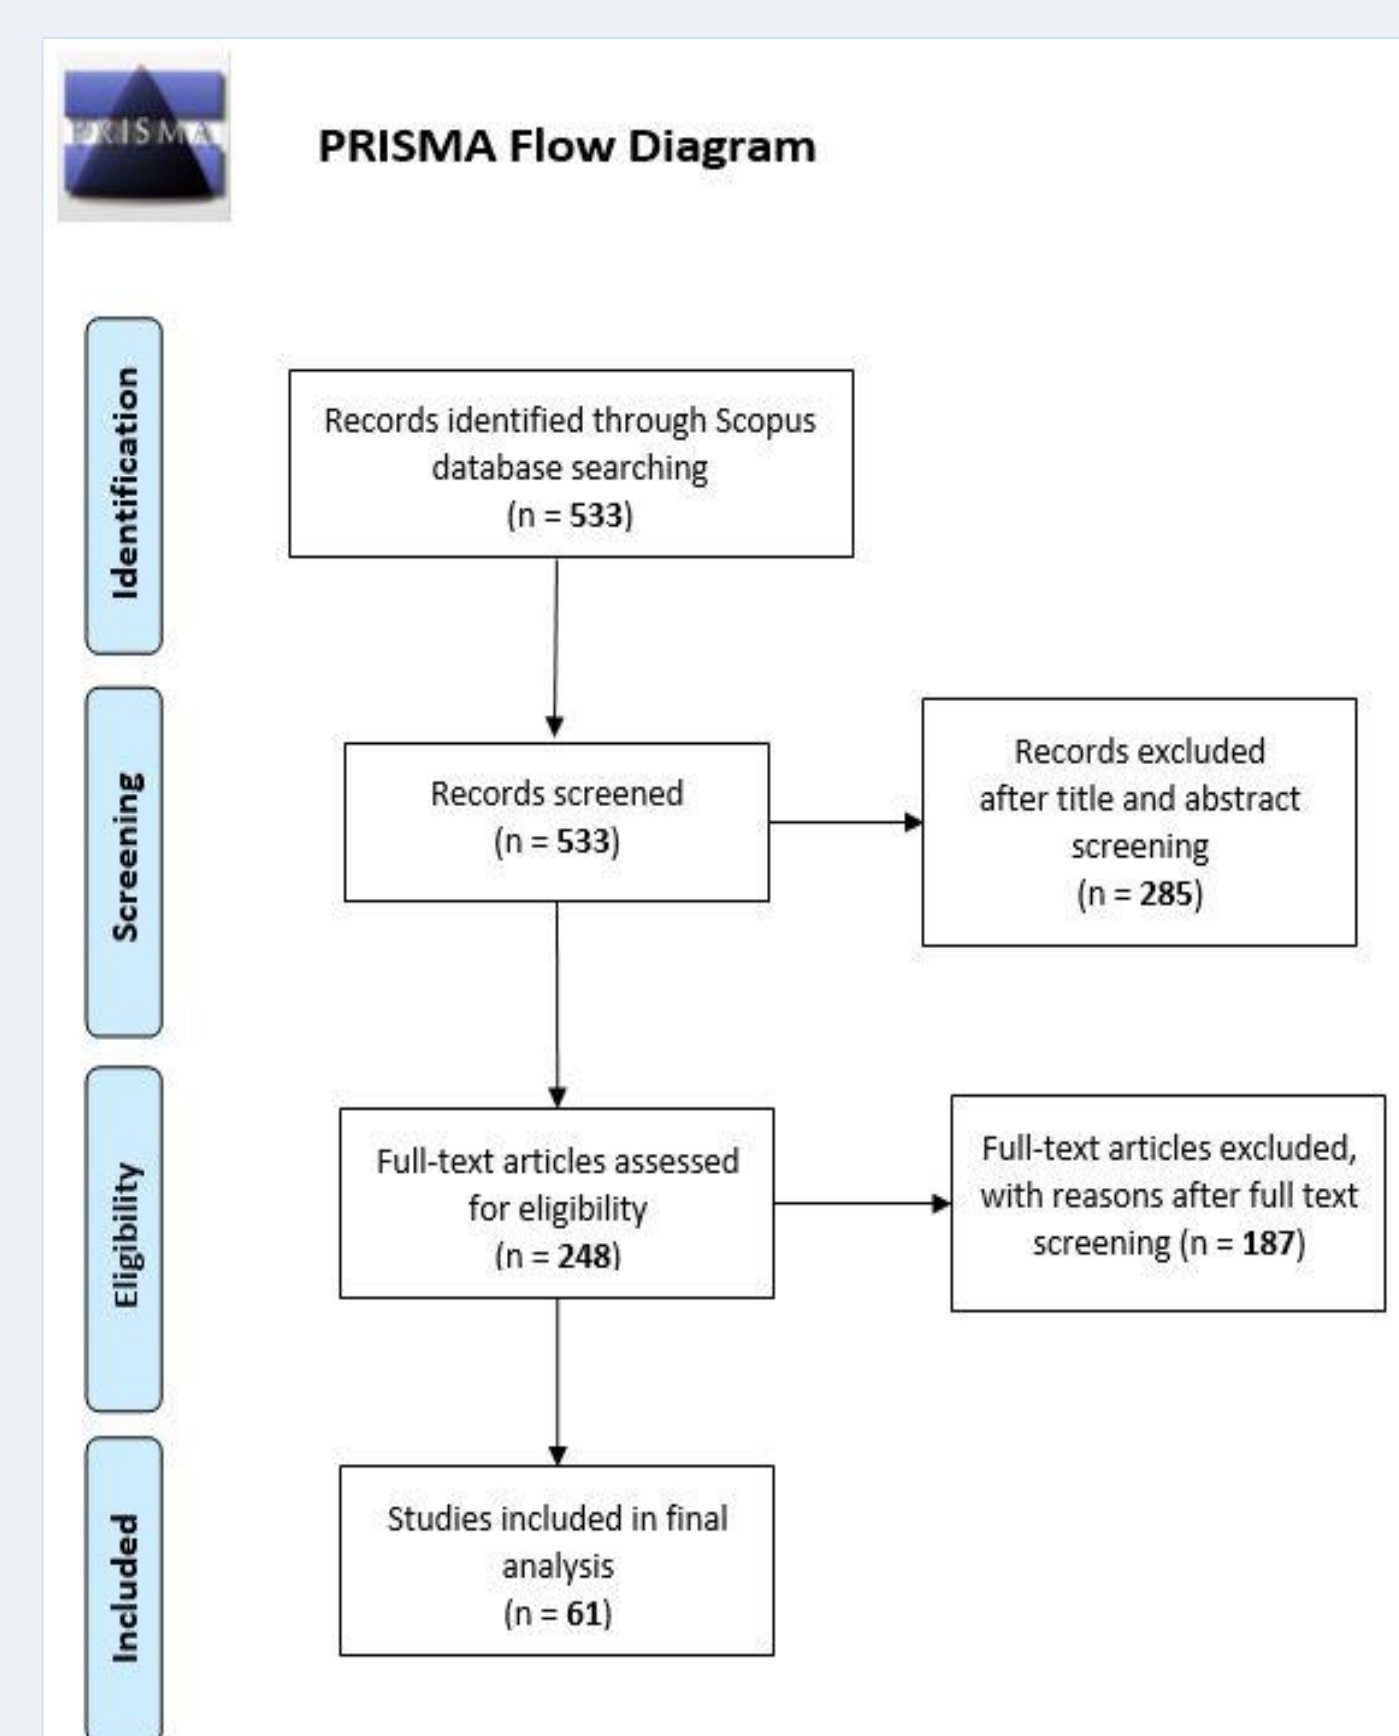 PRISMA
PRISMA Flow Diagram
Identification
Records identified through Scopus
database searching
(n = 533)
Screening
Records screened
(n = 533)
Records excluded
after title and abstract
screening
(n = 285)
Eligibility
Full-text articles assessed
for eligibility
(n = 248)
Full-text articles excluded,
with reasons after full text
screening (n = 187)
Included
Studies included in final
analysis
(n = 61)